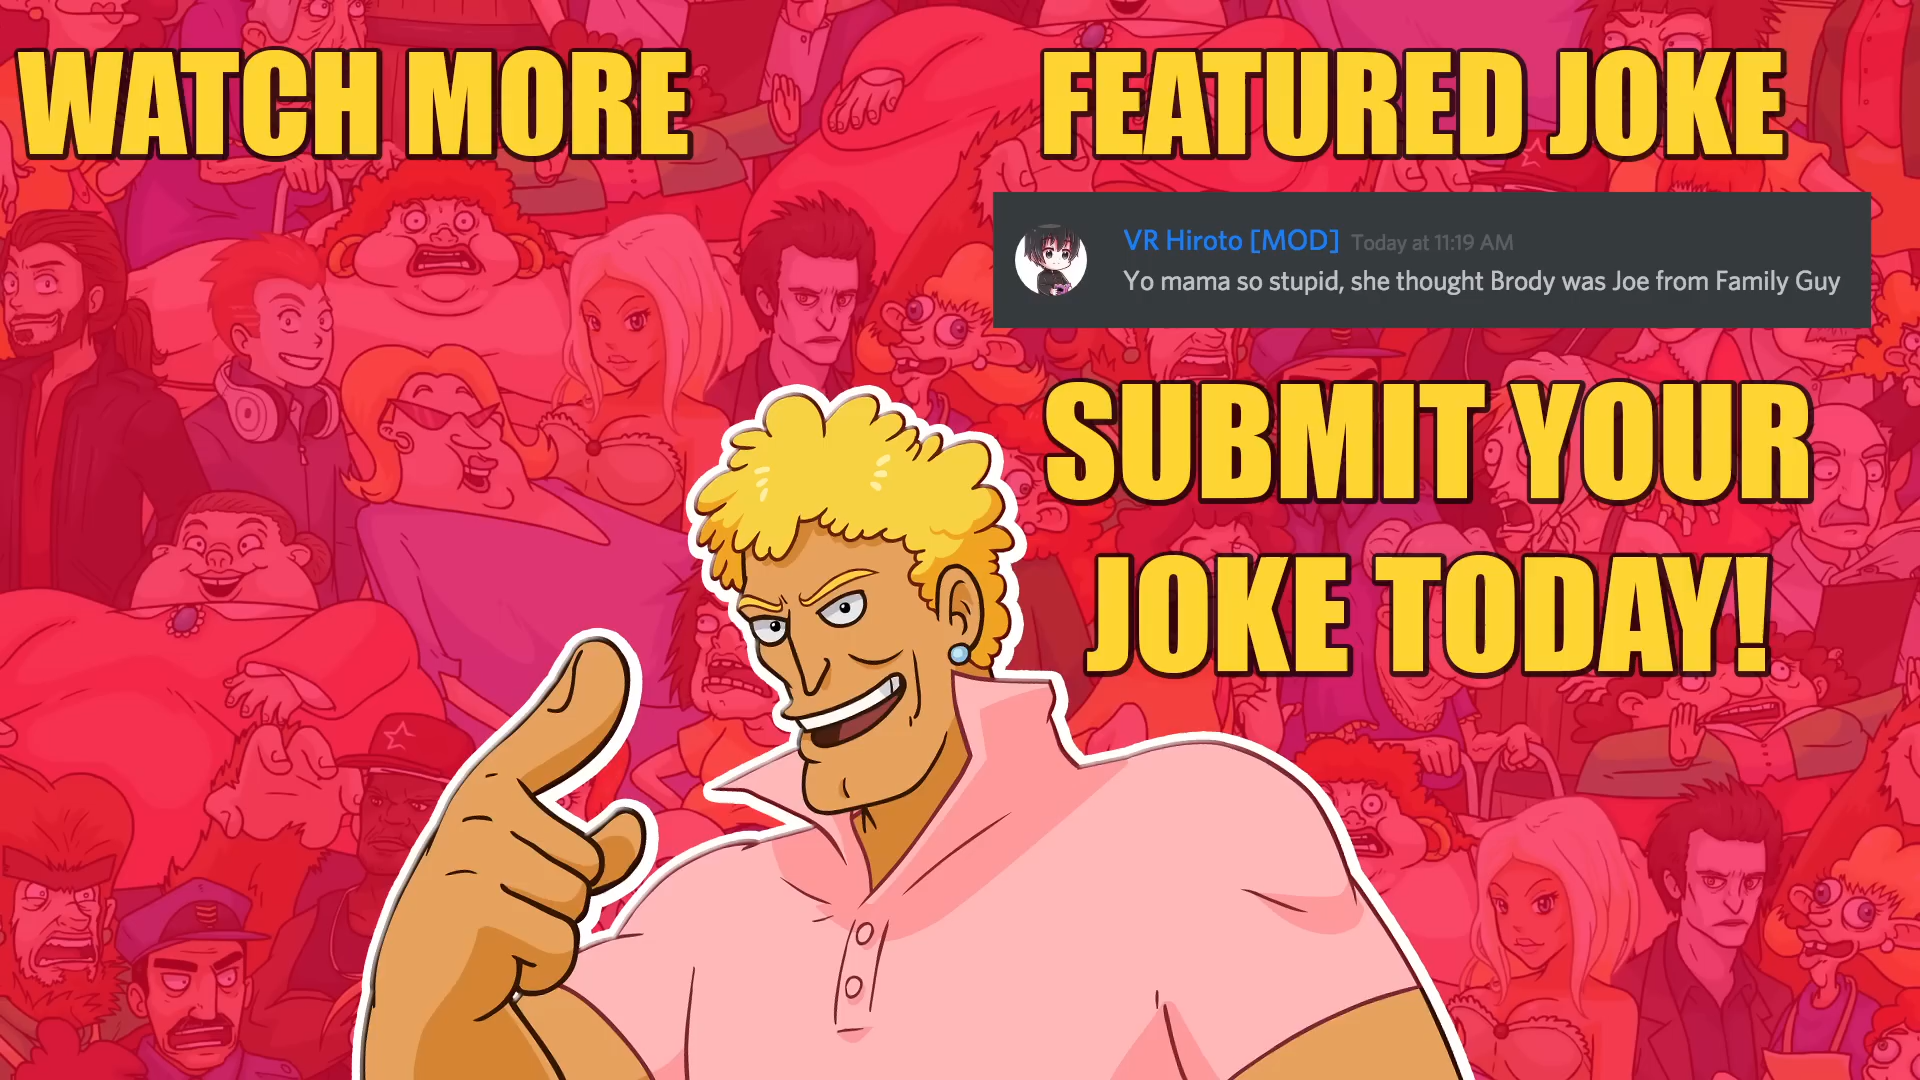 WATCH MORE
FEATURED JOKE
VR Hiroto [MOD] Today at 11:19 AM
Yo mama so stupid, she thought Brody was Joe from Family Guy
SUBMIT YOUR
JOKE TODAY!